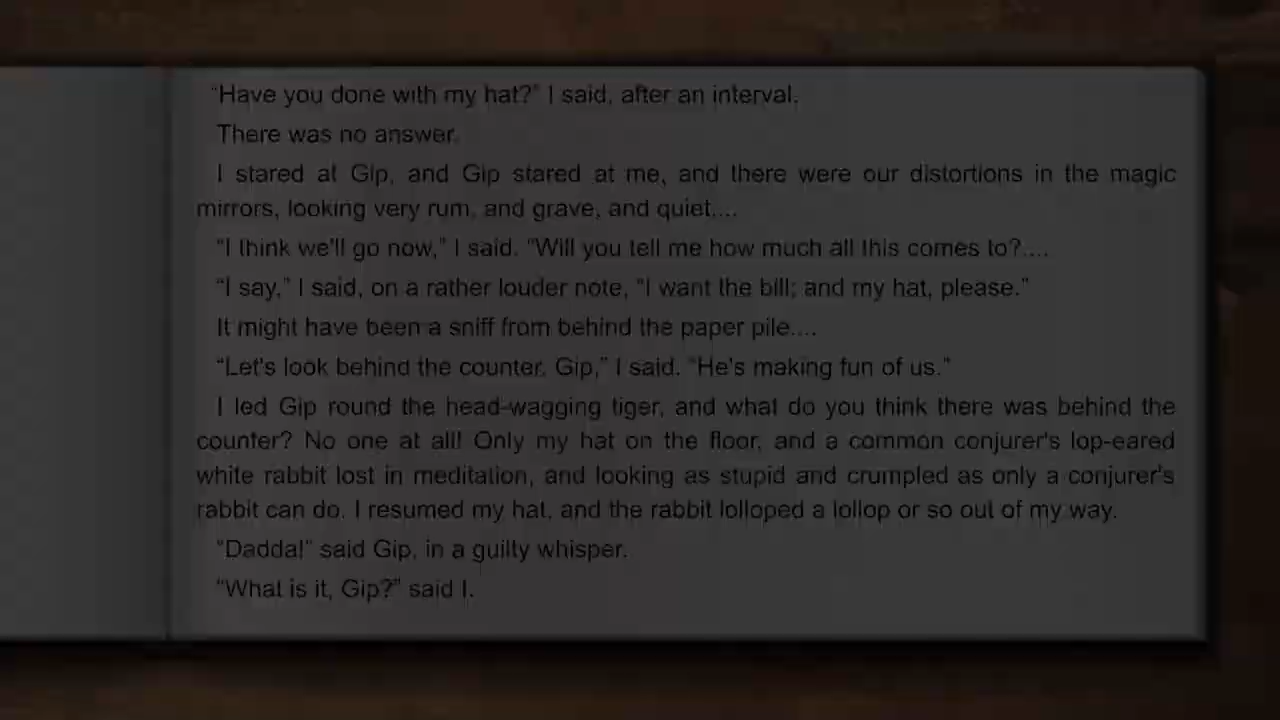 “Have you done with my hat?” I said, after an interval.
There was no answer.
I stared at Gip, and Gip stared at me, and there were our distortions in the magic
mirrors, looking very rum, and grave, and quiet....
“I think we'll go now,” I said. “Will you tell me how much all this comes to?....
“I say,” I said, on a rather louder note, “I want the bill; and my hat, please.”
It might have been a sniff from behind the paper pile....
“Let's look behind the counter, Gip,” I said. “He's making fun of us.”
I led Gip round the head-wagging tiger, and what do you think there was behind the
counter? No one at all! Only my hat on the floor, and a common conjurer's lop-eared
white rabbit lost in meditation, and looking as stupid and crumpled as only a conjurer's
rabbit can do. I resumed my hat, and the rabbit lolloped a lollop or so out of my way.
“Dadda!” said Gip, in a guilty whisper.
“What is it, Gip?” said I.